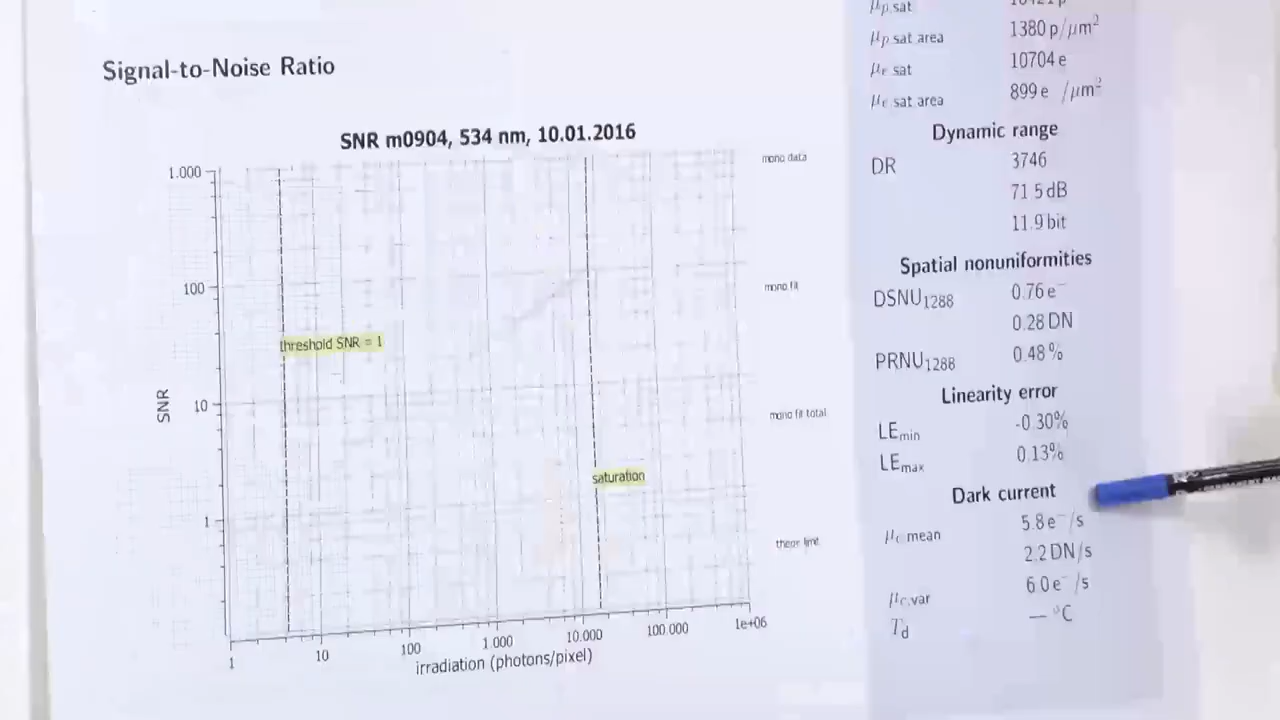 Signal-to-Noise Ratio
SNR m0904, 534 nm, 10.01.2016
1.000
100
10
1
SNR
threshold SNR = 1
saturation
mono data
mono fit
mono fit total
theor. limit
1
10
100
1.000
10.000
100.000
1e+06
irradiation (photons/pixel)
μp.sat
μp.sat.area 1380 p/μm²
μe.sat 10704 e
μe.sat.area 899 e /μm²
Dynamic range
DR 3746
71.5 dB
11.9 bit
Spatial nonuniformities
DSNU1288 0.76 e⁻
0.28 DN
PRNU1288 0.48 %
Linearity error
LEmin -0.30%
LEmax 0.13%
Dark current
μc.mean 5.8 e⁻/s
2.2 DN/s
μc.var 6.0 e⁻/s
Td — °C